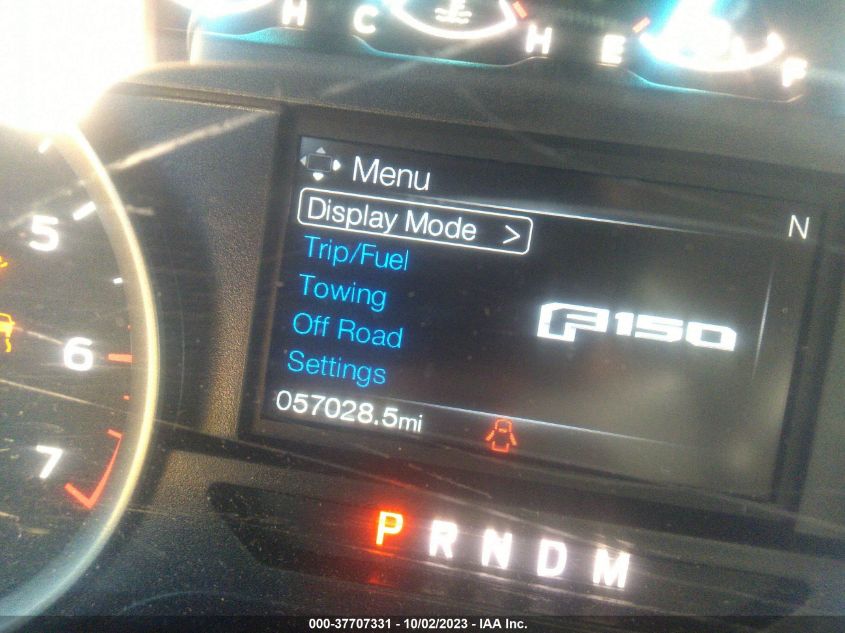 H C H E F
Menu
N
Display Mode >
Trip/Fuel
Towing
Off Road
Settings
F150
057028.5mi
5
6
7
P R N D M
000-37707331 - 10/02/2023 - IAA Inc.